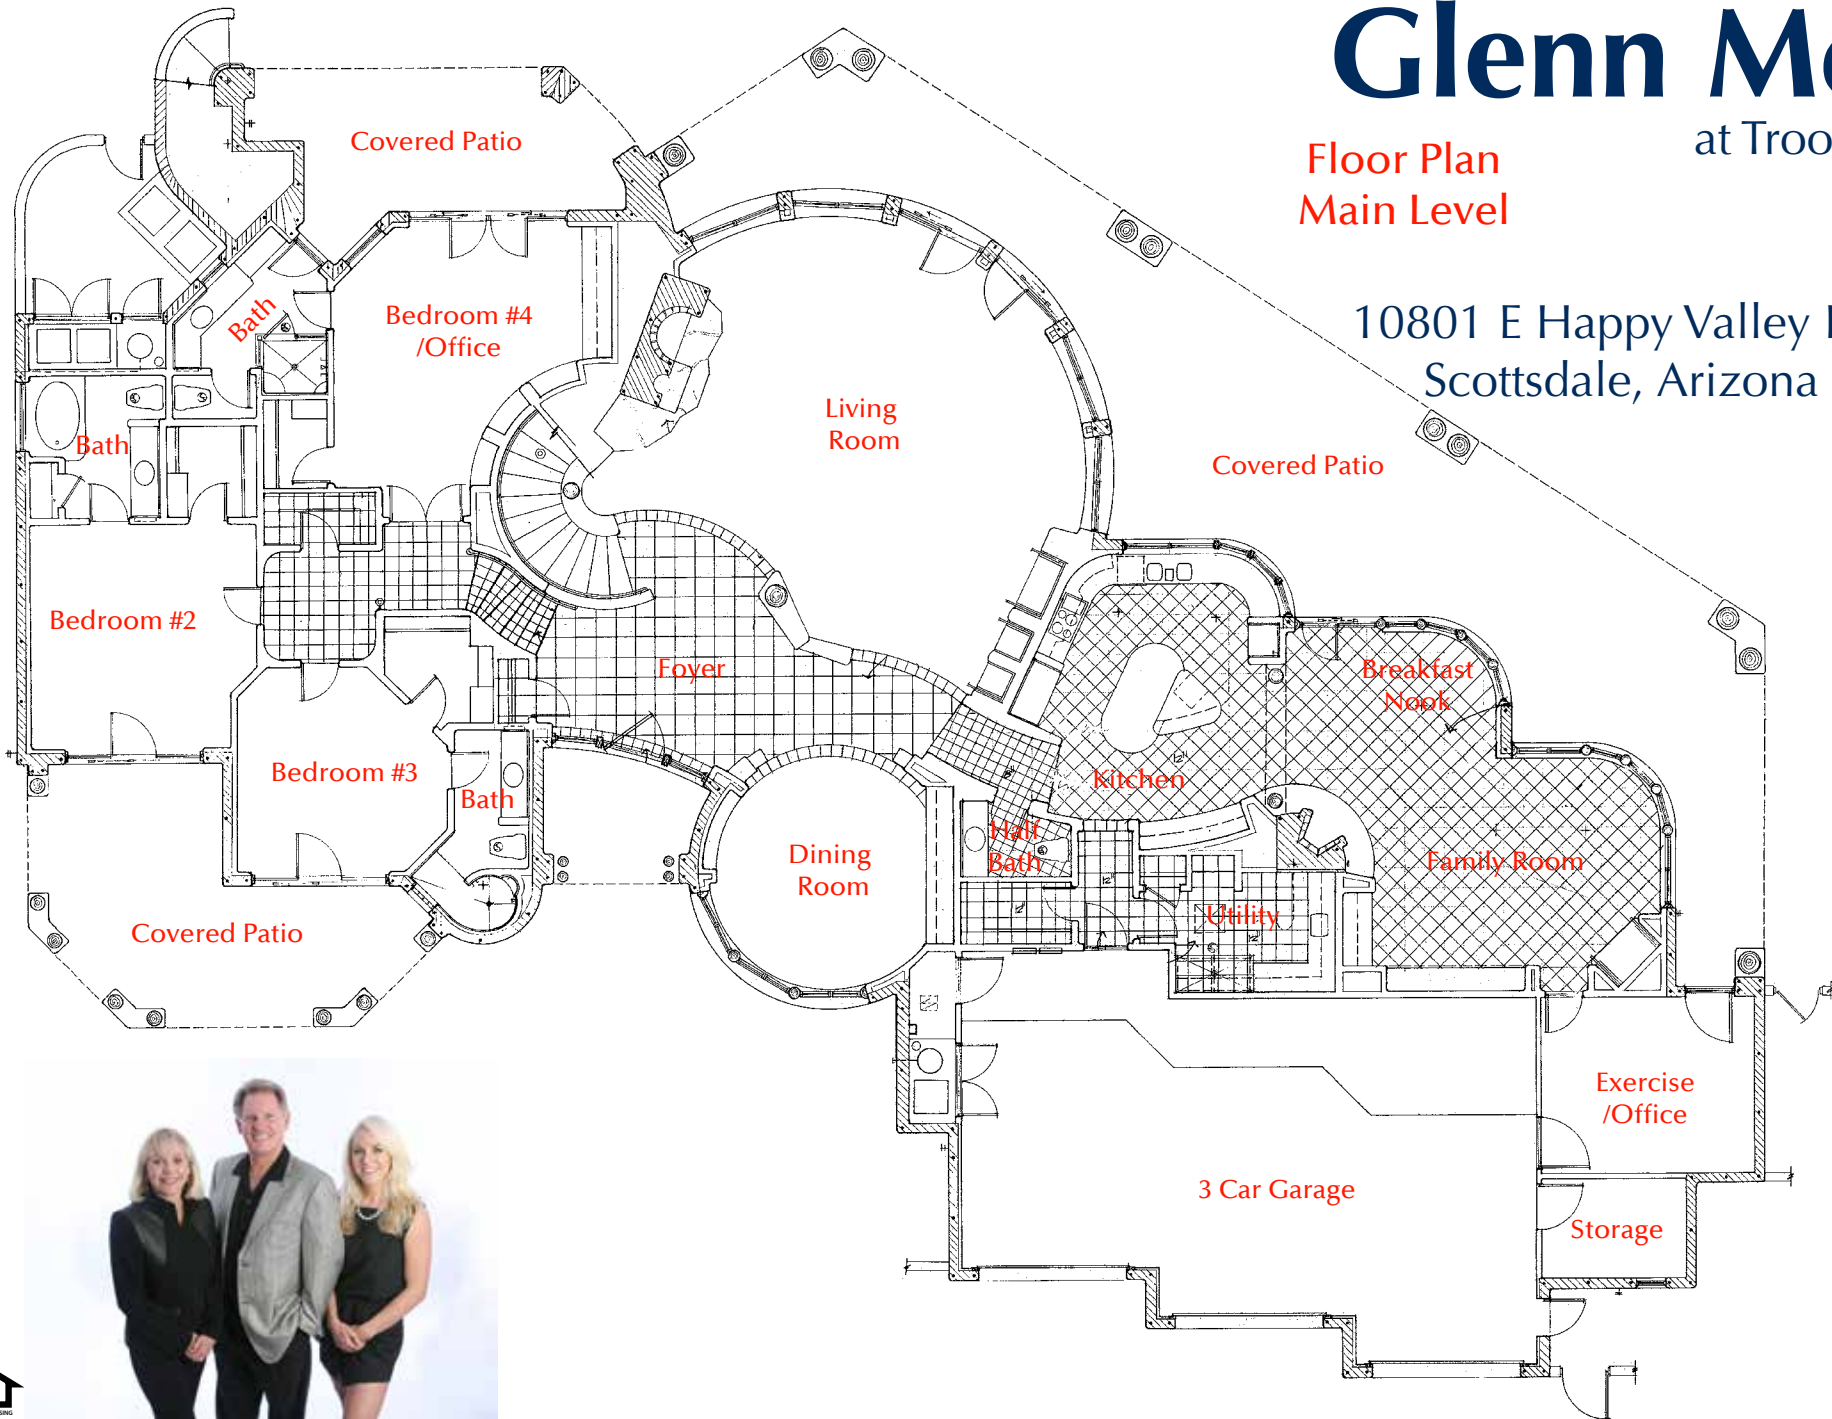 Glenn
at
Floor Plan
Main Level
10801 E Happy Valley
Scottsdale, Arizona
Covered Patio
Bedroom #4
/Office
Bath
Living
Room
Bath
Covered Patio
Bedroom #2
Foyer
Breakfast
Nook
Bedroom #3
Bath
Kitchen
Half
Bath
Dining
Room
Family Room
Utility
Covered Patio
Exercise
/Office
3 Car Garage
Storage